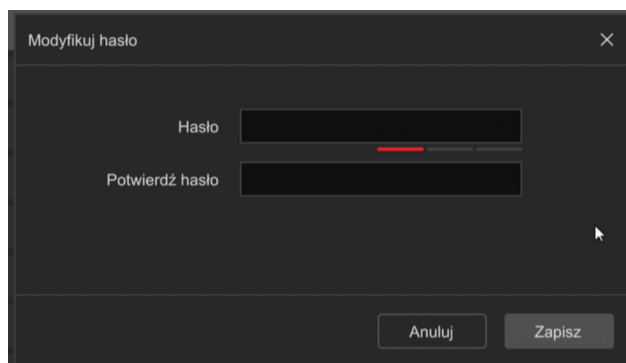 Modyfikuj hasło
Hasło
Potwierdź hasło
Anuluj
Zapisz